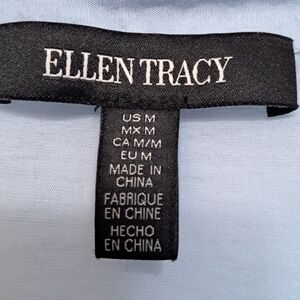 ELLEN TRACY
US M
MX M
CA M/M
EU M
MADE IN
CHINA
FABRIQUE
EN CHINE
HECHO
EN CHINA